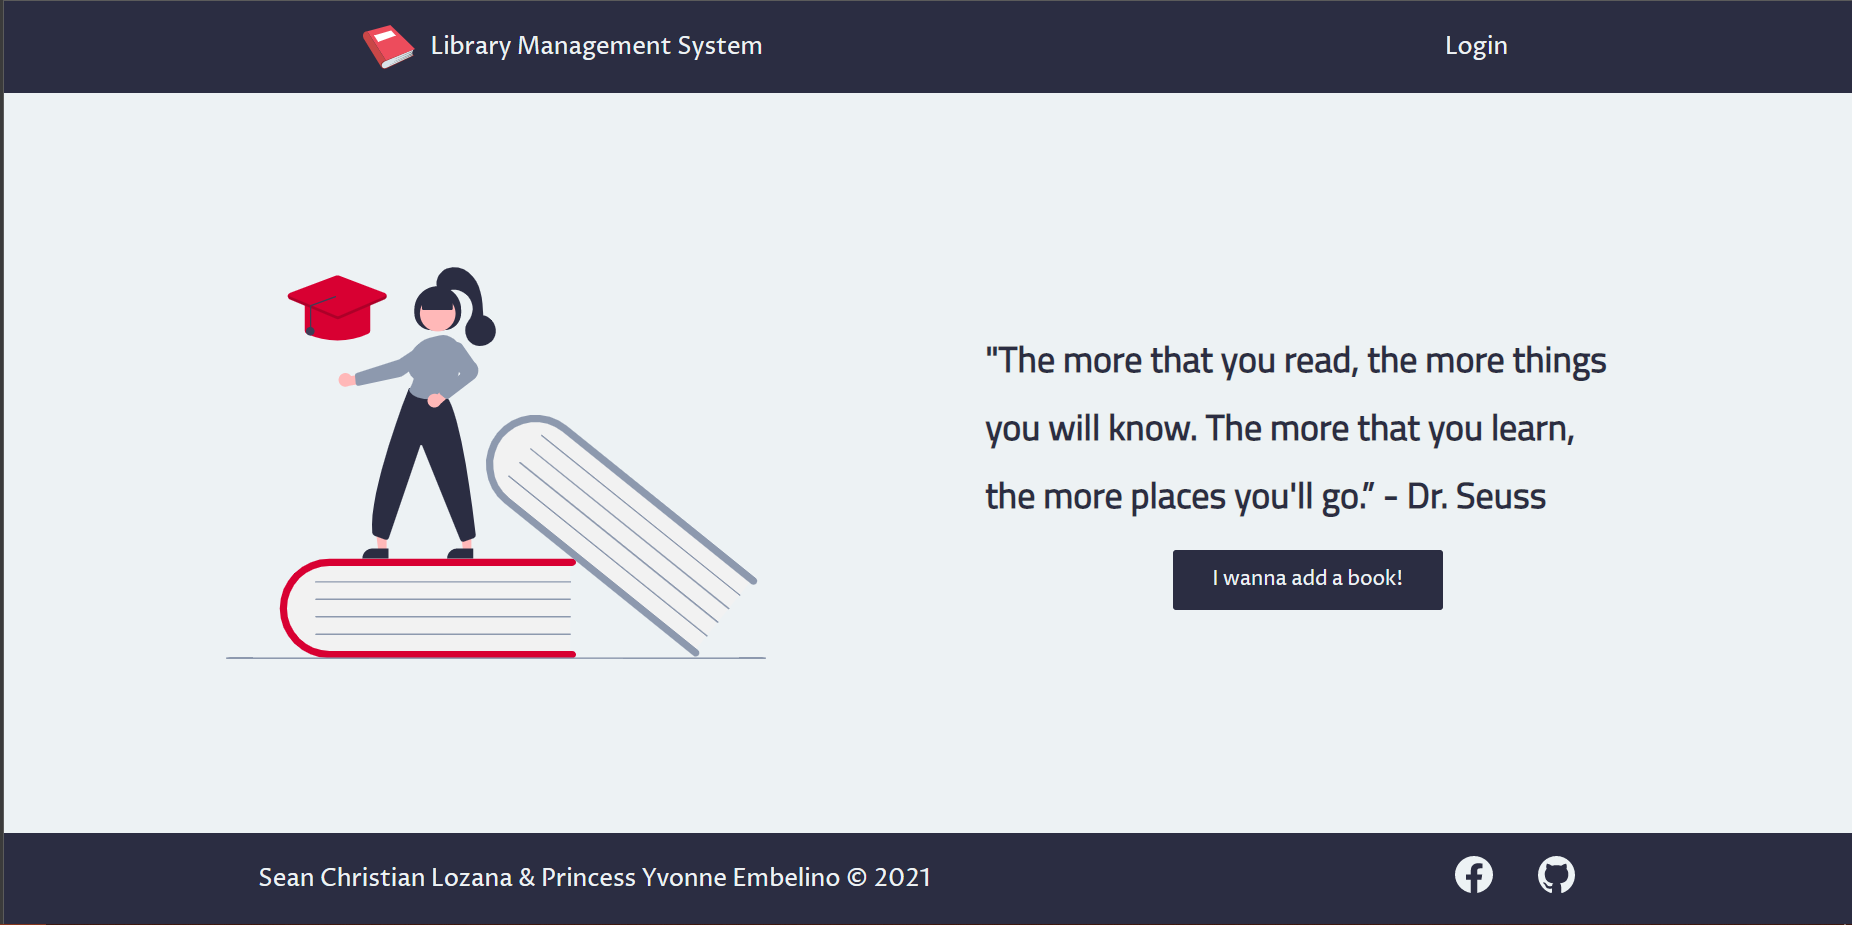 Library Management System
Login
"The more that you read, the more things
you will know. The more that you learn,
the more places you'll go.” - Dr. Seuss
I wanna add a book!
Sean Christian Lozana & Princess Yvonne Embelino © 2021